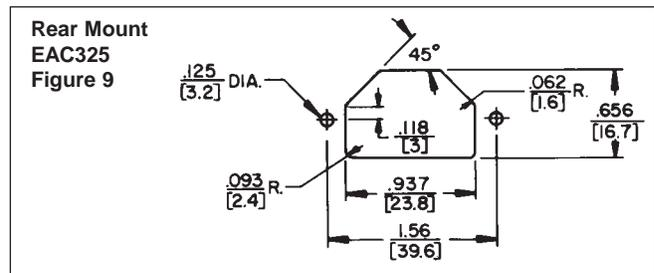 Rear Mount
EAC325
Figure 9
45°
.125 DIA.
[3.2]
.062 R.
[1.6]
.656
[16.7]
.118
[3]
.093 R.
[2.4]
.937
[23.8]
1.56
[39.6]